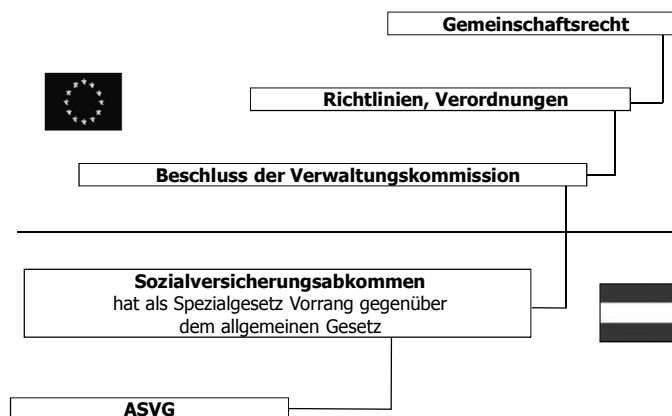 Gemeinschaftsrecht
Richtlinien, Verordnungen
Beschluss der Verwaltungskommission
Sozialversicherungsabkommen
hat als Spezialgesetz Vorrang gegenüber
dem allgemeinen Gesetz
ASVG